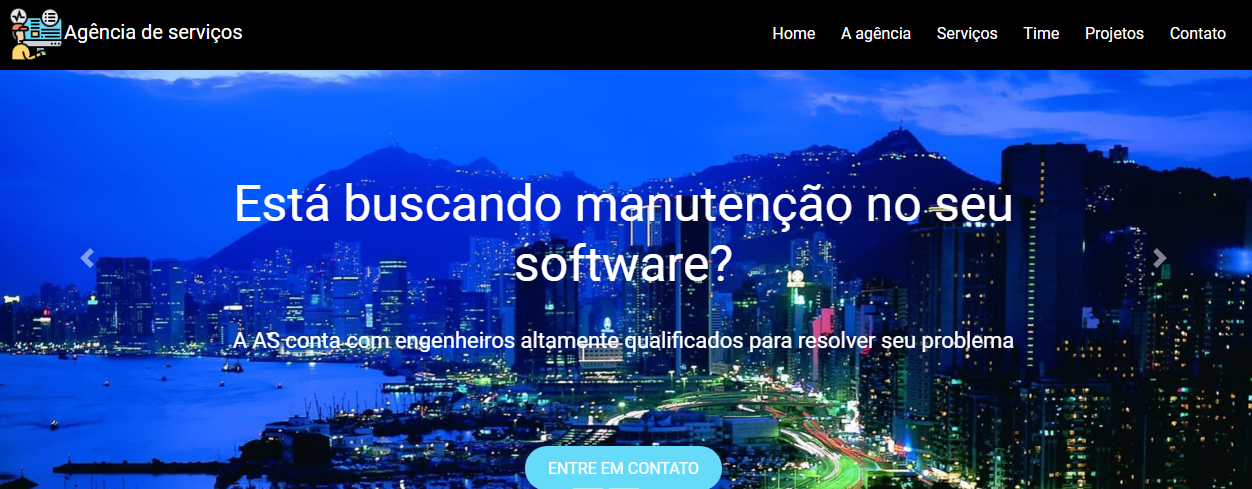 Agência de serviços
Home
A agência
Serviços
Time
Projetos
Contato
Está buscando manutenção no seu
software?
A AS conta com engenheiros altamente qualificados para resolver seu problema
ENTRE EM CONTATO